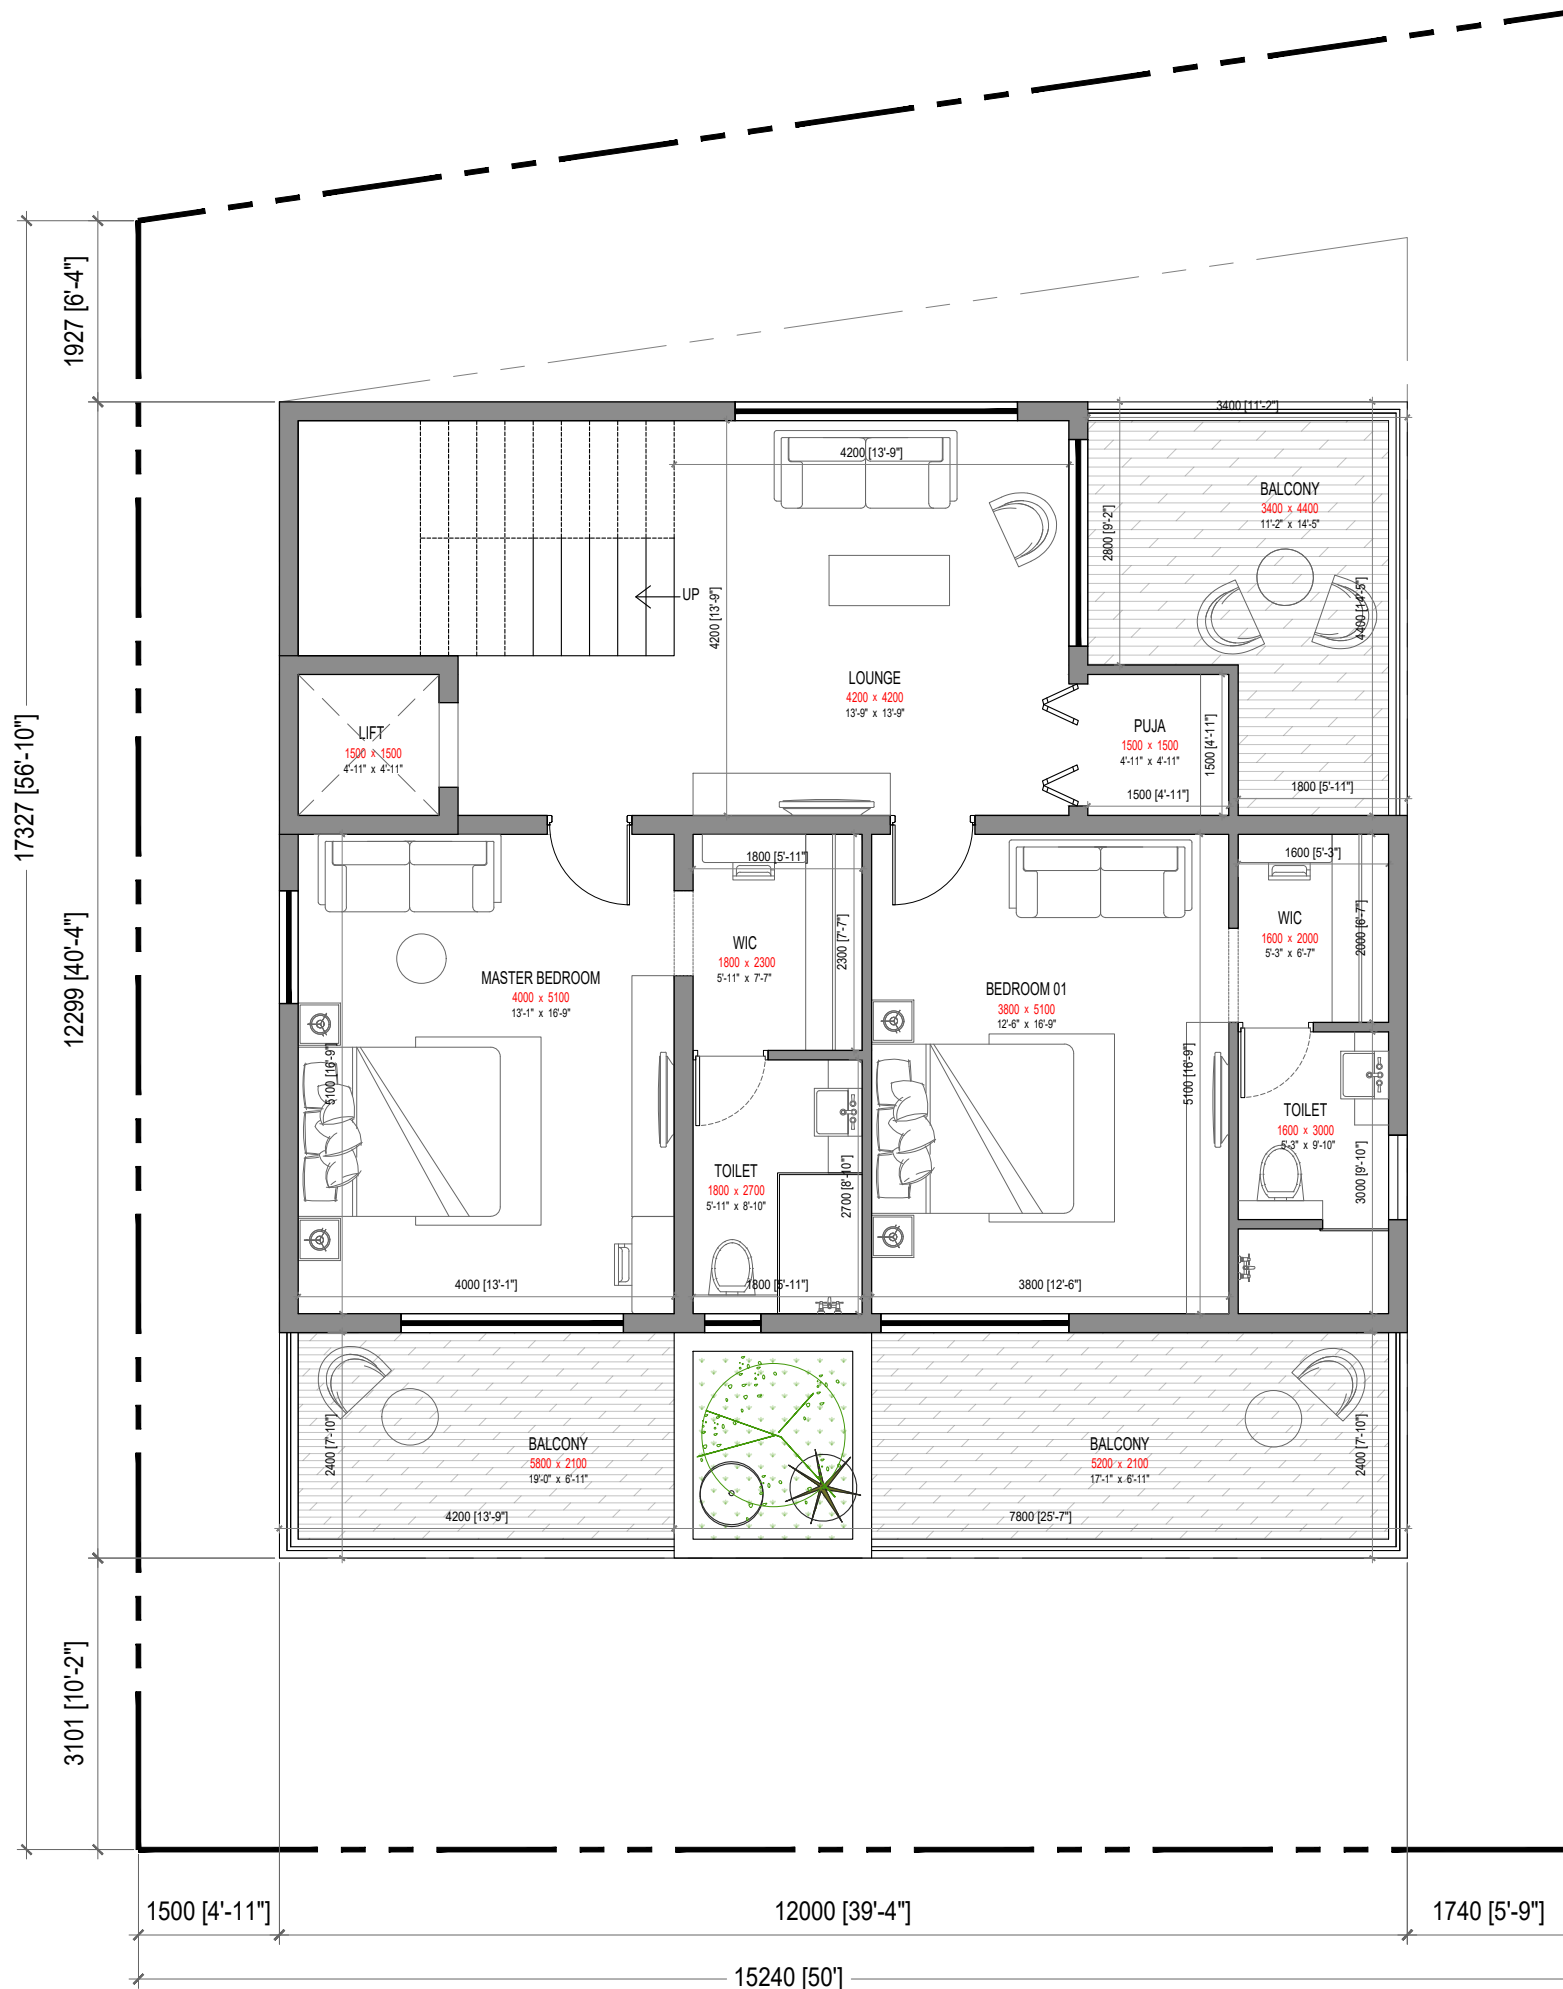 1927 [6'-4"]
17327 [56'-10"]
12299 [40'-4"]
3101 [10'-2"]
3400 [11'-2"]
4200 [13'-9"]
BALCONY
3400 x 4400
11'-2" x 14'-5"
2800 [9'-2"]
4400 [14'-5"]
UP
4200 [13'-9"]
LOUNGE
4200 x 4200
13'-9" x 13'-9"
LIFT
1500 x 1500
4'-11" x 4'-11"
PUJA
1500 x 1500
4'-11" x 4'-11"
1500 [4'-11"]
1500 [4'-11"]
1800 [5'-11"]
1800 [5'-11"]
1600 [5'-3"]
WIC
1800 x 2300
5'-11" x 7'-7"
2300 [7'-7"]
WIC
1600 x 2000
5'-3" x 6'-7"
2000 [6'-7"]
MASTER BEDROOM
4000 x 5100
13'-1" x 16'-9"
BEDROOM 01
3800 x 5100
12'-6" x 16'-9"
5100 [16'-9"]
5100 [16'-9"]
TOILET
1600 x 3000
5'-3" x 9'-10"
3000 [9'-10"]
TOILET
1800 x 2700
5'-11" x 8'-10"
2700 [8'-10"]
4000 [13'-1"]
1800 [5'-11"]
3800 [12'-6"]
2400 [7'-10"]
BALCONY
5800 x 2100
19'-0" x 6'-11"
BALCONY
5200 x 2100
17'-1" x 6'-11"
2400 [7'-10"]
4200 [13'-9"]
7800 [25'-7"]
1500 [4'-11"]
12000 [39'-4"]
1740 [5'-9"]
15240 [50']